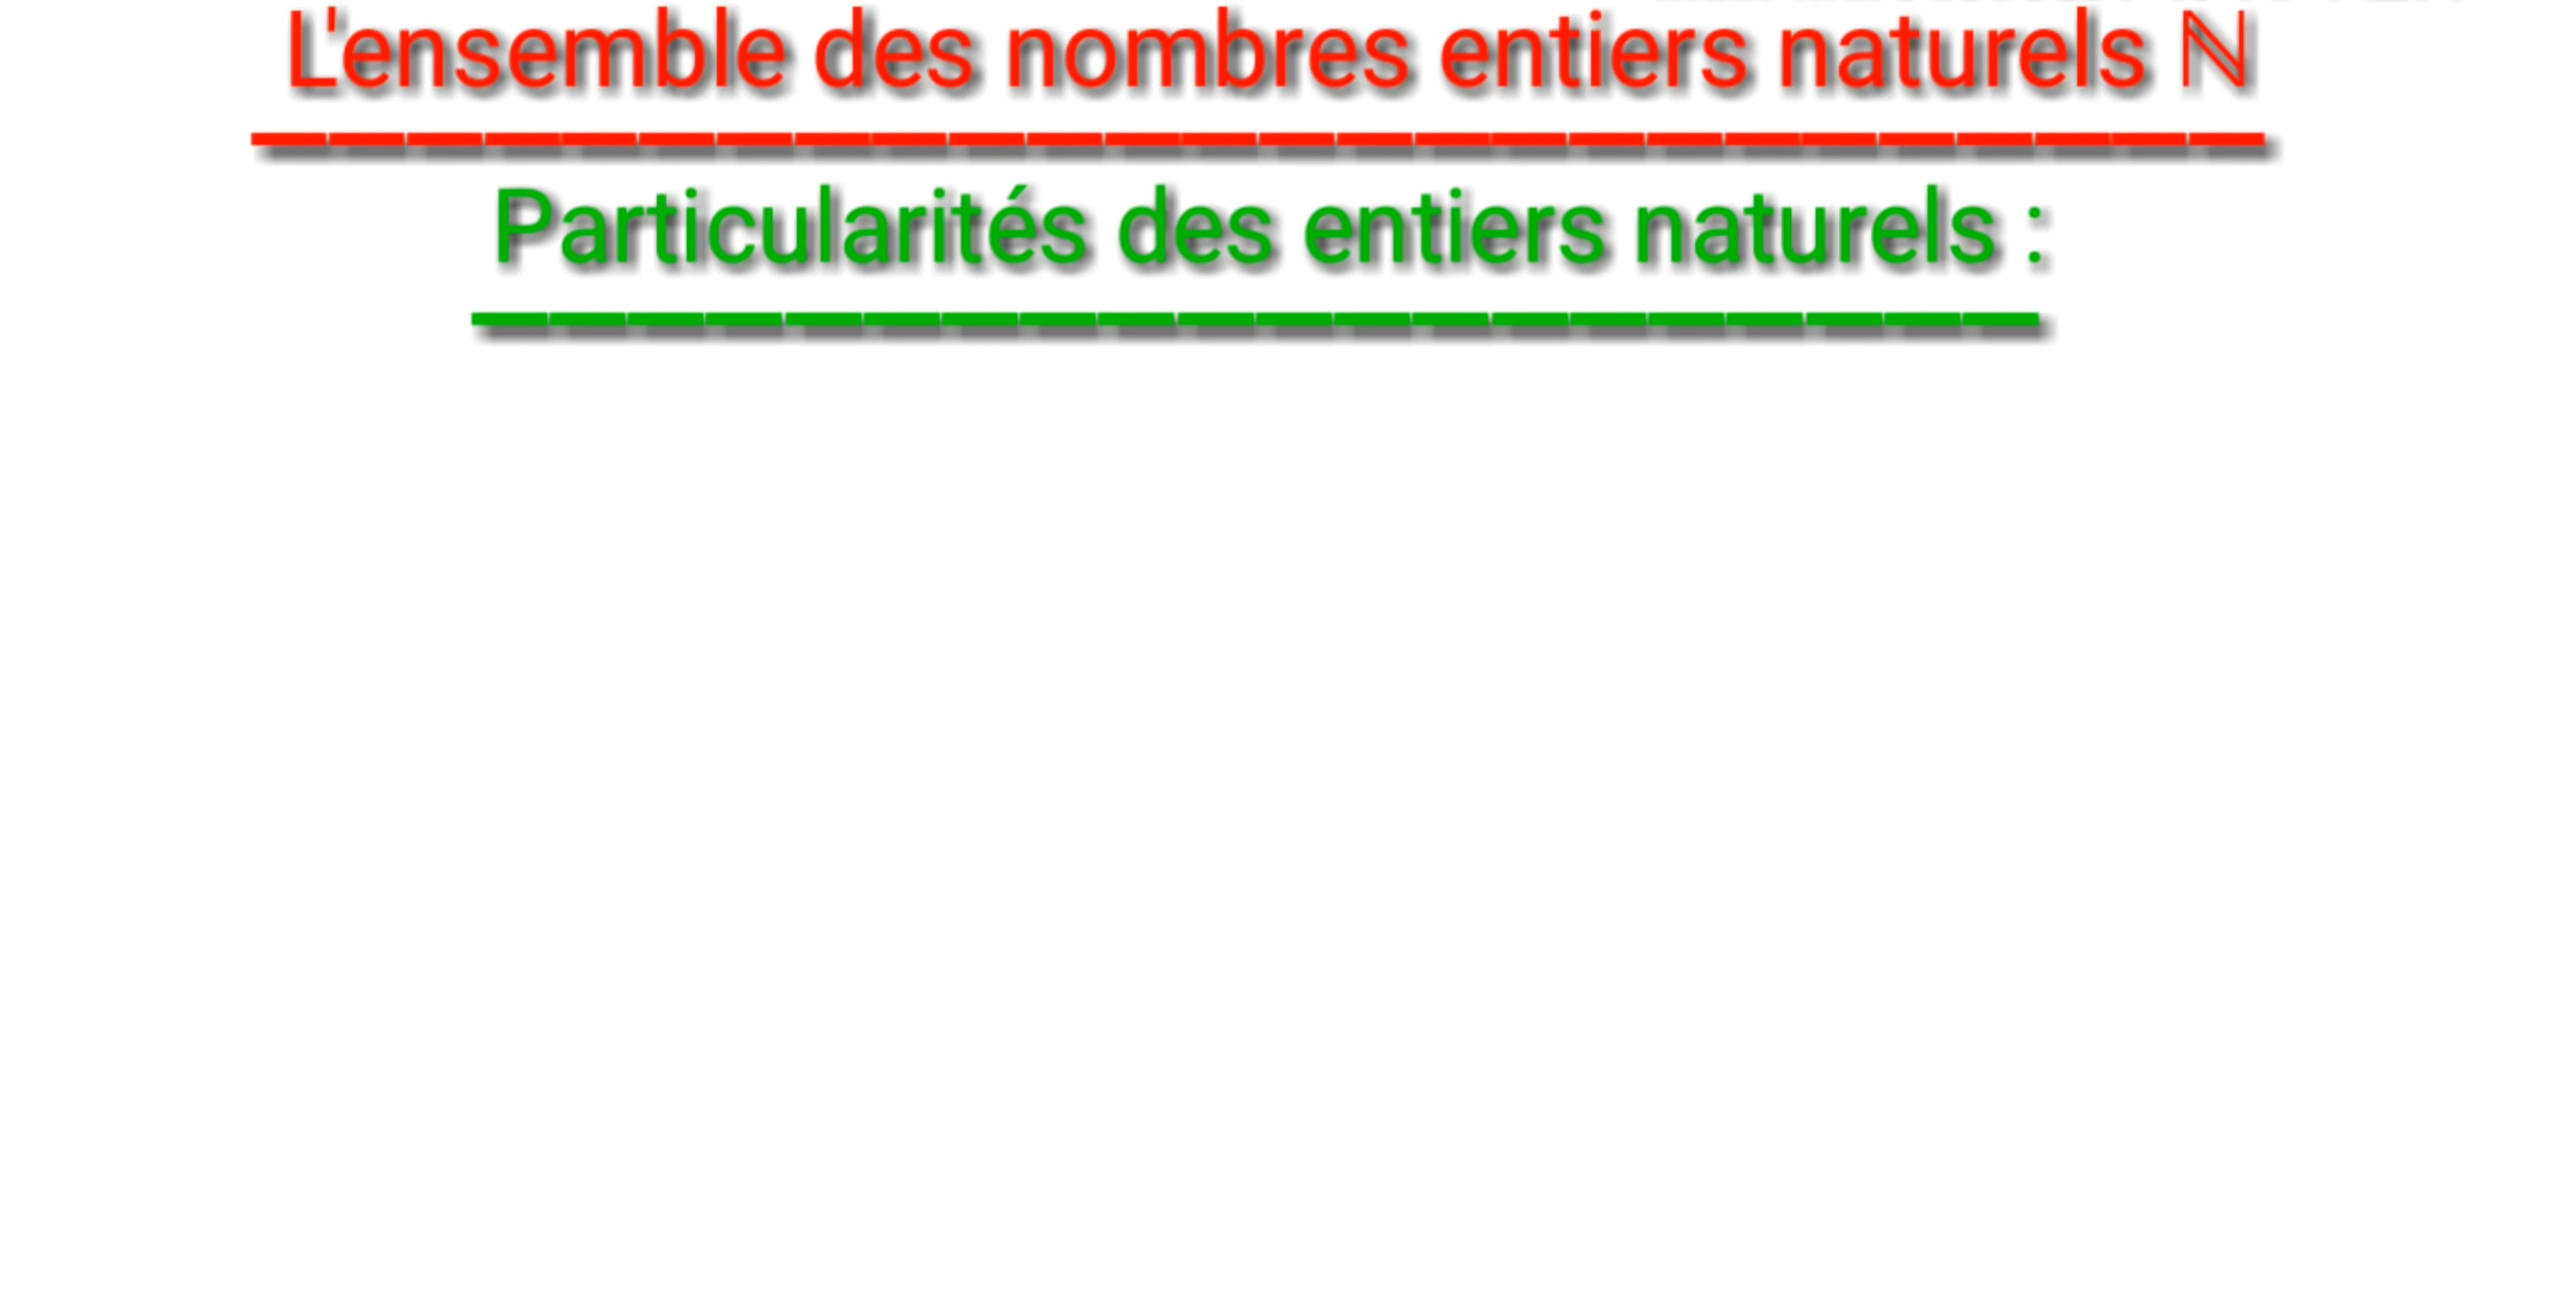 L'ensemble des nombres entiers naturels ℕ
Particularités des entiers naturels :